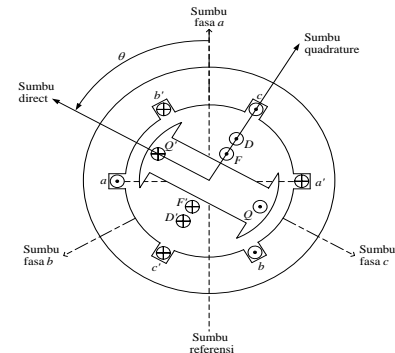 Sumbu
fasa a
Sumbu
quadrature
θ
Sumbu
direct
b'
c
D
Q'
F
a
a'
F'
Q
D'
Sumbu
fasa b
c'
b
Sumbu
fasa c
Sumbu
referensi